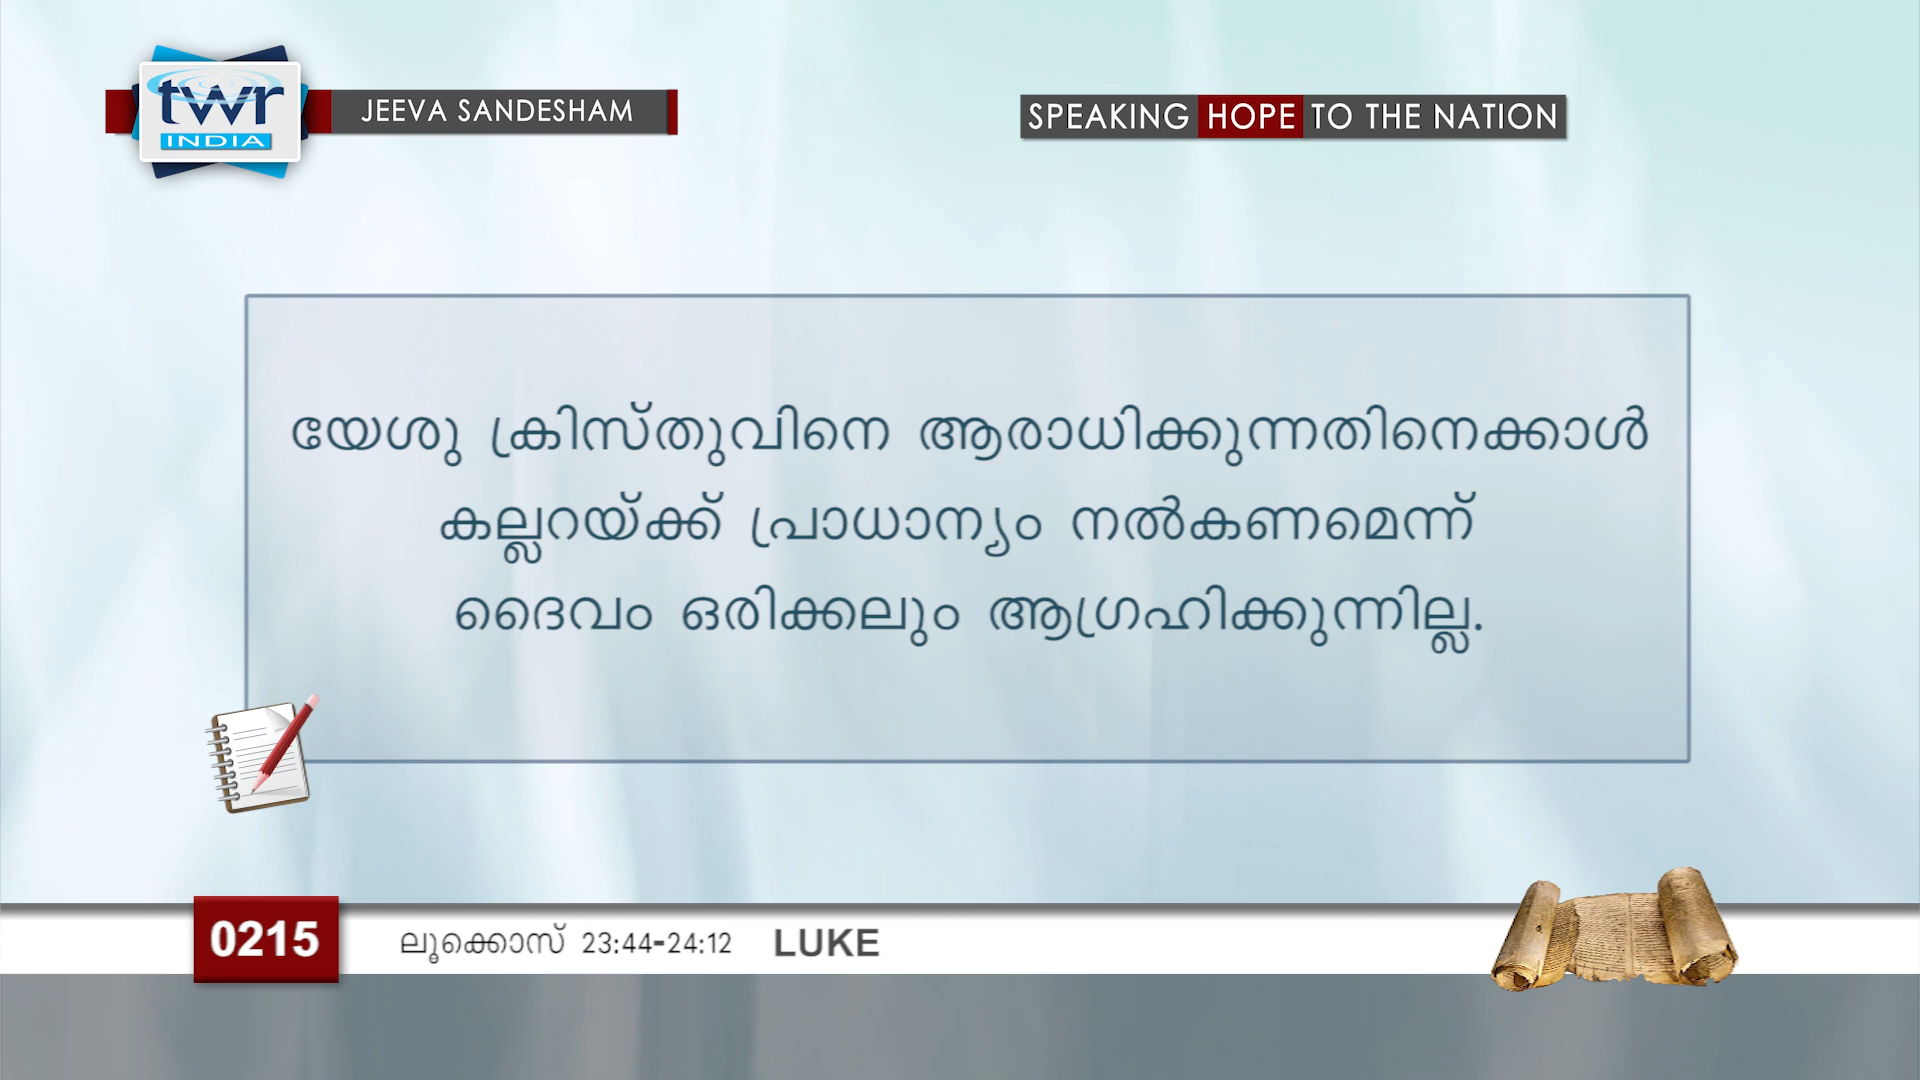 twr
INDIA
JEEVA SANDESHAM
SPEAKING HOPE TO THE NATION
യേശു ക്രിസ്തുവിനെ ആരാധിക്കുന്നതിനെക്കാൾ
കല്ലറയ്ക്ക് പ്രാധാന്യം നൽകണമെന്ന്
ദൈവം ഒരിക്കലും ആഗ്രഹിക്കുന്നില്ല.
0215 ലൂക്കൊസ് 23:44-24:12 LUKE